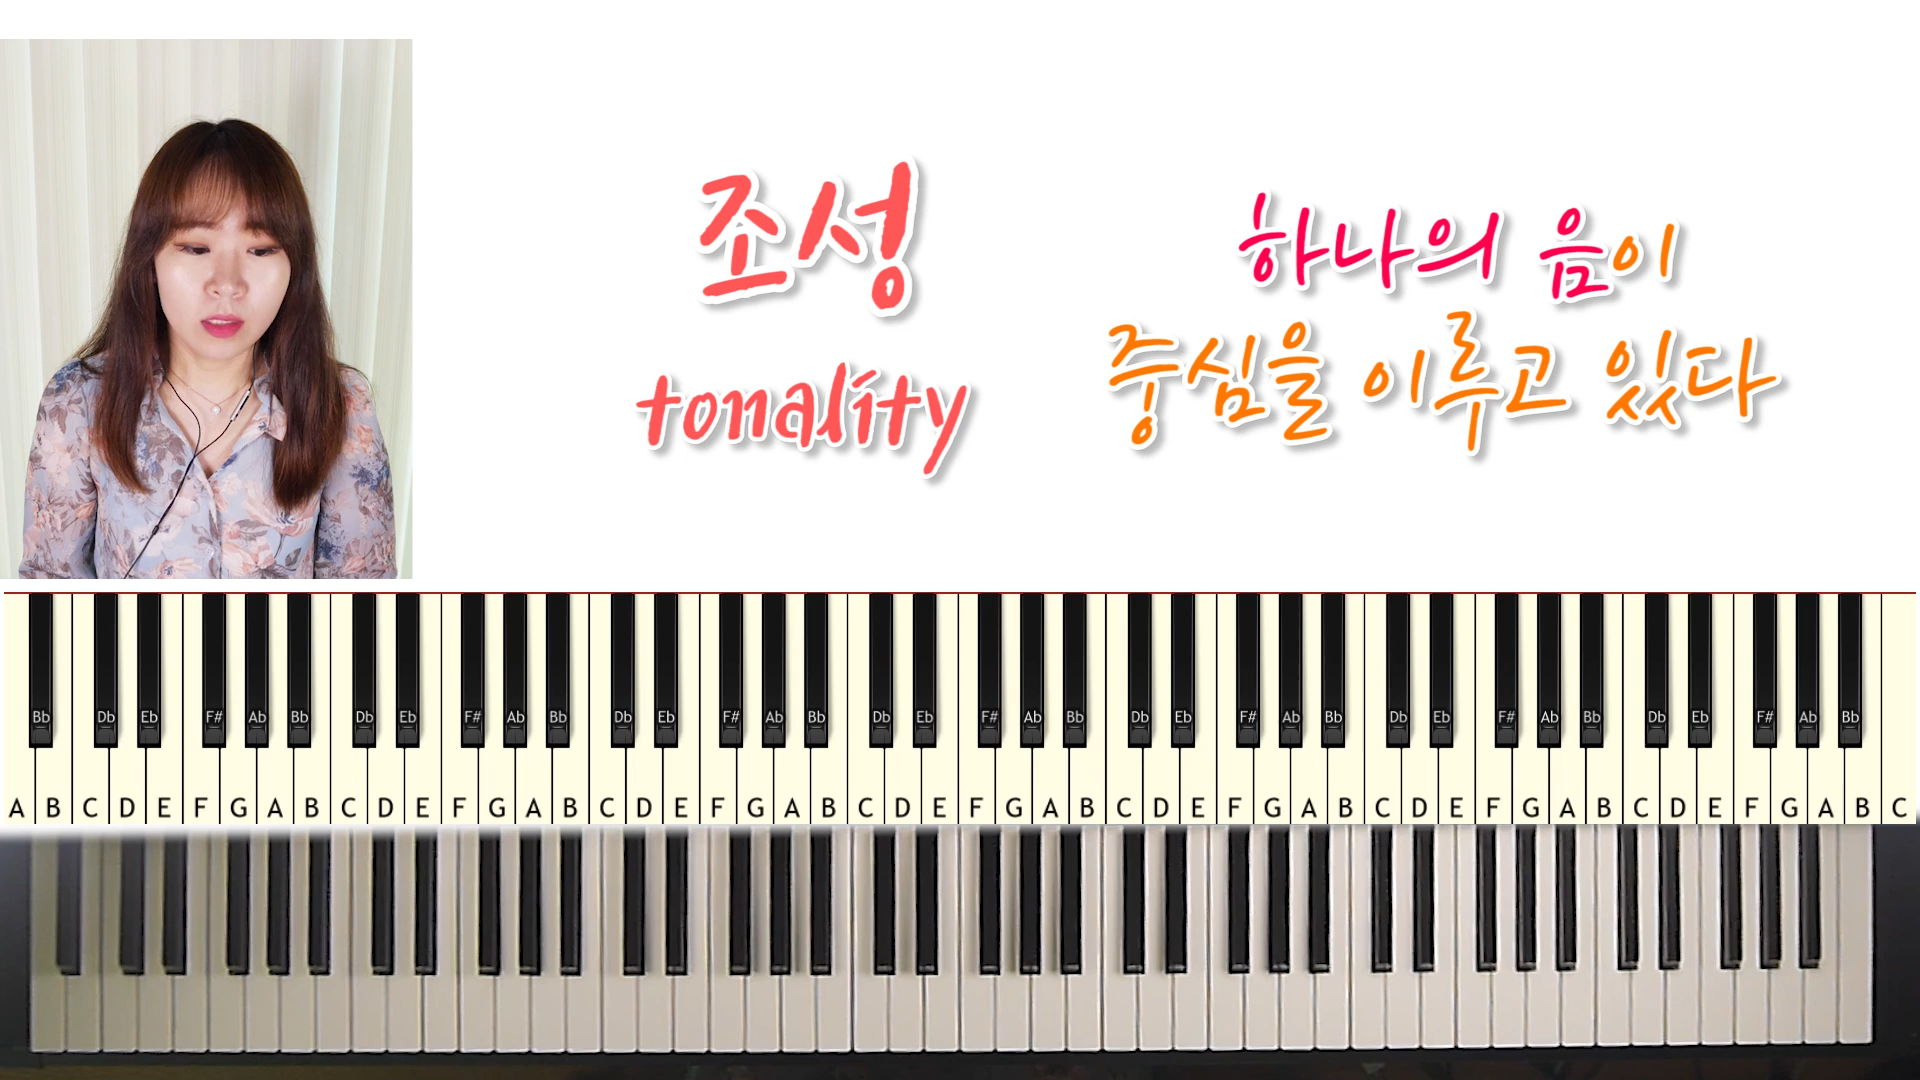 조성
tonality
하나의 음이
중심을 이루고 있다
Bb Db Eb F# Ab Bb Db Eb F# Ab Bb Db Eb F# Ab Bb Db Eb F# Ab Bb Db Eb F# Ab Bb Db Eb F# Ab Bb Db Eb F# Ab Bb
A B C D E F G A B C D E F G A B C D E F G A B C D E F G A B C D E F G A B C D E F G A B C D E F G A B C